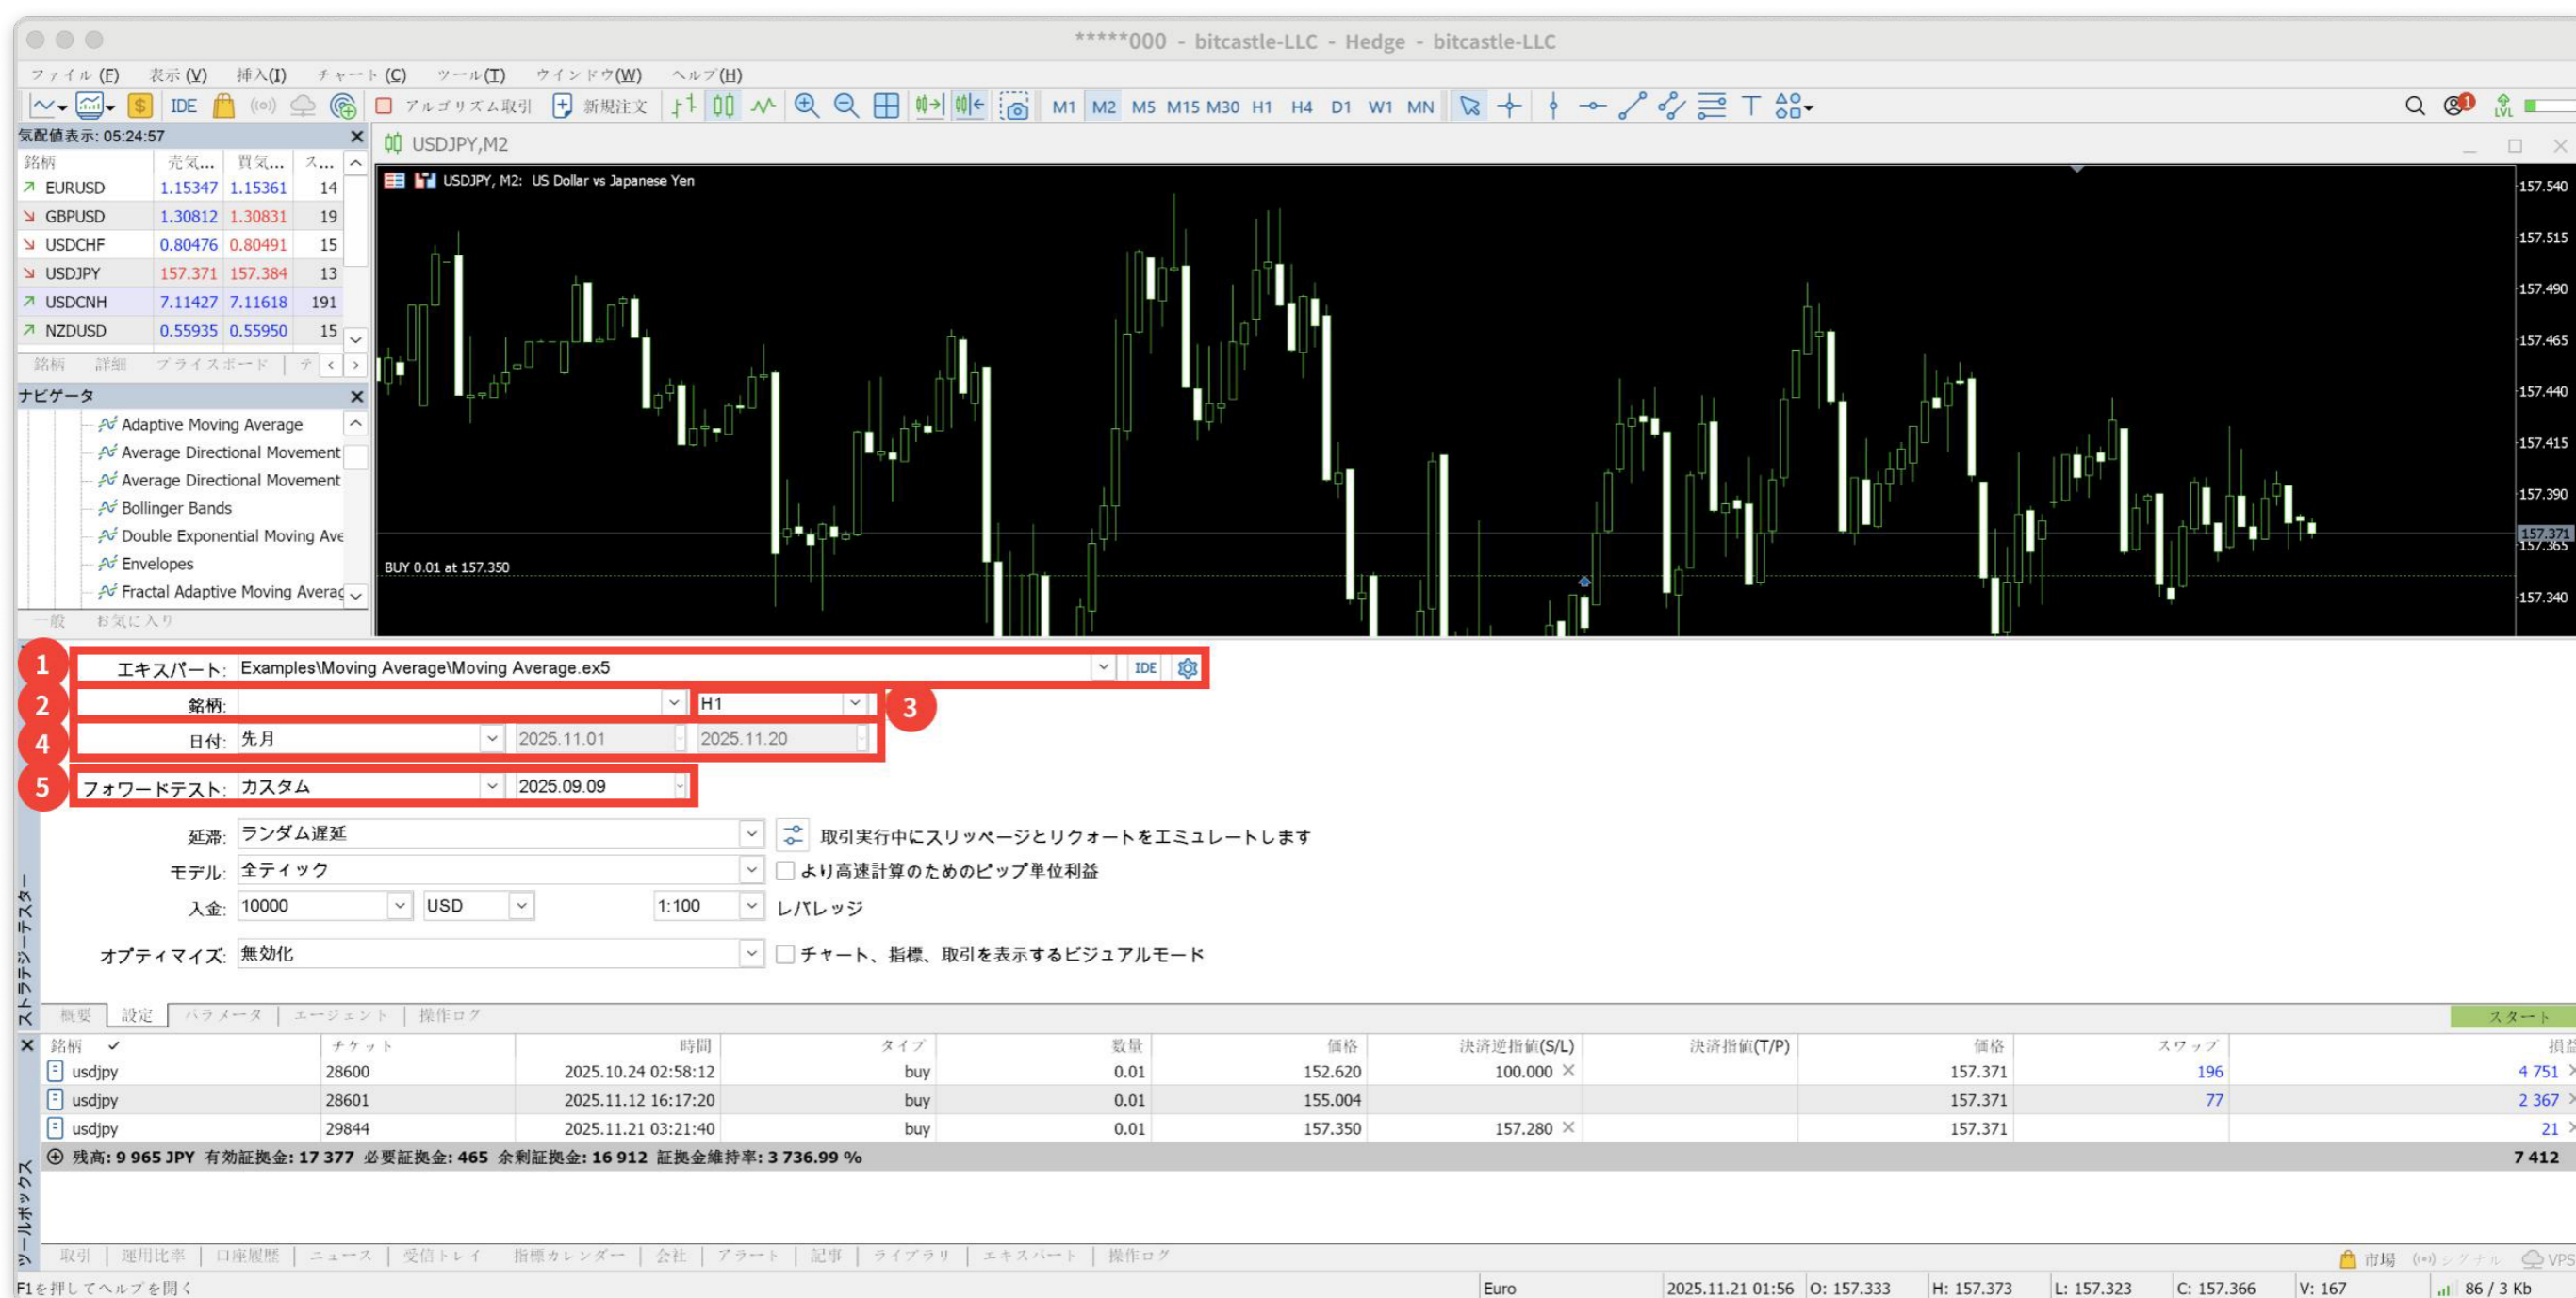 *****000 - bitcastle-LLC - Hedge - bitcastle-LLC
ファイル (F) 表示 (V) 挿入(I) チャート (C) ツール(T) ウインドウ(W) ヘルプ(H)
IDE アルゴリズム取引 新規注文 M1 M2 M5 M15 M30 H1 H4 D1 W1 MN 1 LVL
気配値表示: 05:24:57
銘柄 売気... 買気... ス...
EURUSD 1.15347 1.15361 14
GBPUSD 1.30812 1.30831 19
USDCHF 0.80476 0.80491 15
USDJPY 157.371 157.384 13
USDCNH 7.11427 7.11618 191
NZDUSD 0.55935 0.55950 15
銘柄 詳細 プライスボード テ
ナビゲータ
Adaptive Moving Average
Average Directional Movement
Average Directional Movement
Bollinger Bands
Double Exponential Moving Ave
Envelopes
Fractal Adaptive Moving Averag
一般 お気に入り
USDJPY,M2
USDJPY, M2: US Dollar vs Japanese Yen
157.540
157.515
157.490
157.465
157.440
157.415
157.390
157.371
157.365
BUY 0.01 at 157.350
157.340
1 エキスパート: Examples\Moving Average\Moving Average.ex5 IDE
2 銘柄: H1 3
4 日付: 先月 2025.11.01 2025.11.20
5 フォワードテスト: カスタム 2025.09.09
延滞: ランダム遅延 取引実行中にスリッページとリクォートをエミュレートします
モデル: 全ティック より高速計算のためのピップ単位利益
入金: 10000 USD 1:100 レバレッジ
オプティマイズ: 無効化 チャート、指標、取引を表示するビジュアルモード
ストラテジーテスター
概要 設定 パラメータ エージェント 操作ログ スタート
銘柄 チケット 時間 タイプ 数量 価格 決済逆指値(S/L) 決済指値(T/P) 価格 スワップ 損益
usdjpy 28600 2025.10.24 02:58:12 buy 0.01 152.620 100.000 157.371 196 4 751
usdjpy 28601 2025.11.12 16:17:20 buy 0.01 155.004 157.371 77 2 367
usdjpy 29844 2025.11.21 03:21:40 buy 0.01 157.350 157.280 157.371 21
残高: 9 965 JPY 有効証拠金: 17 377 必要証拠金: 465 余剰証拠金: 16 912 証拠金維持率: 3 736.99 % 7 412
ツールボックス
取引 運用比率 口座履歴 ニュース 受信トレイ 指標カレンダー 会社 アラート 記事 ライブラリ エキスパート 操作ログ 市場 シグナル VPS
F1を押してヘルプを開く Euro 2025.11.21 01:56 O: 157.333 H: 157.373 L: 157.323 C: 157.366 V: 167 86 / 3 Kb